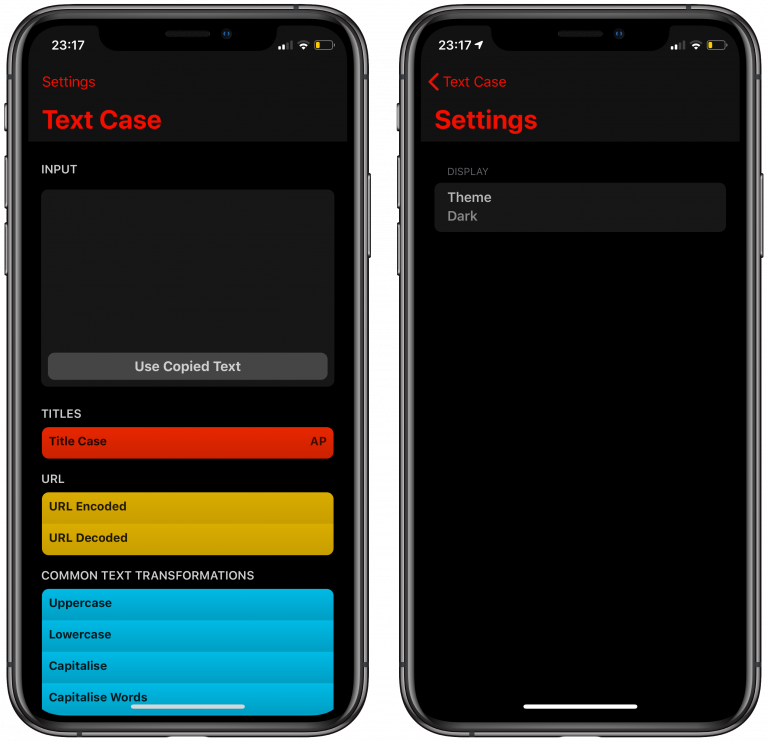 23:17
Settings
Text Case
INPUT
Use Copied Text
TITLES
Title Case AP
URL
URL Encoded
URL Decoded
COMMON TEXT TRANSFORMATIONS
Uppercase
Lowercase
Capitalise
Capitalise Words
23:17
Text Case
Settings
DISPLAY
Theme
Dark